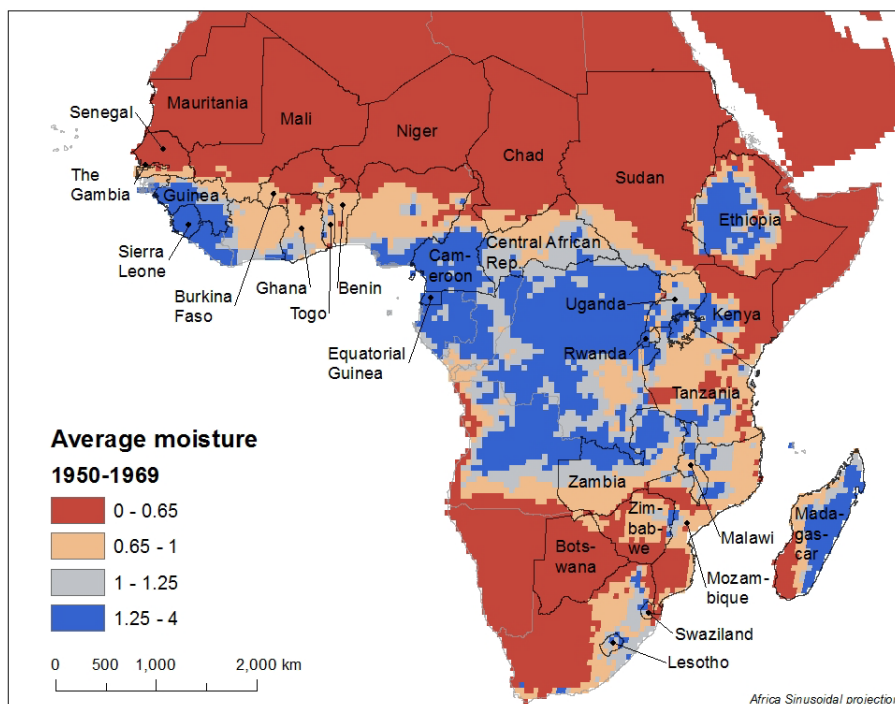 Mauritania
Senegal
Mali
Niger
Chad
Sudan
The
Gambia
Guinea
Ethiopia
Sierra
Leone
Central African
Rep.
Cam-
eroon
Burkina
Faso
Ghana
Benin
Togo
Uganda
Kenya
Equatorial
Guinea
Rwanda
Tanzania
Average moisture
1950-1969
0 - 0.65
0.65 - 1
1 - 1.25
1.25 - 4
0 500 1,000 2,000 km
Zambia
Zim-
bab-
we
Malawi
Mada-
gas-
car
Bots-
wana
Mozam-
bique
Swaziland
Lesotho
Africa Sinusoidal projection